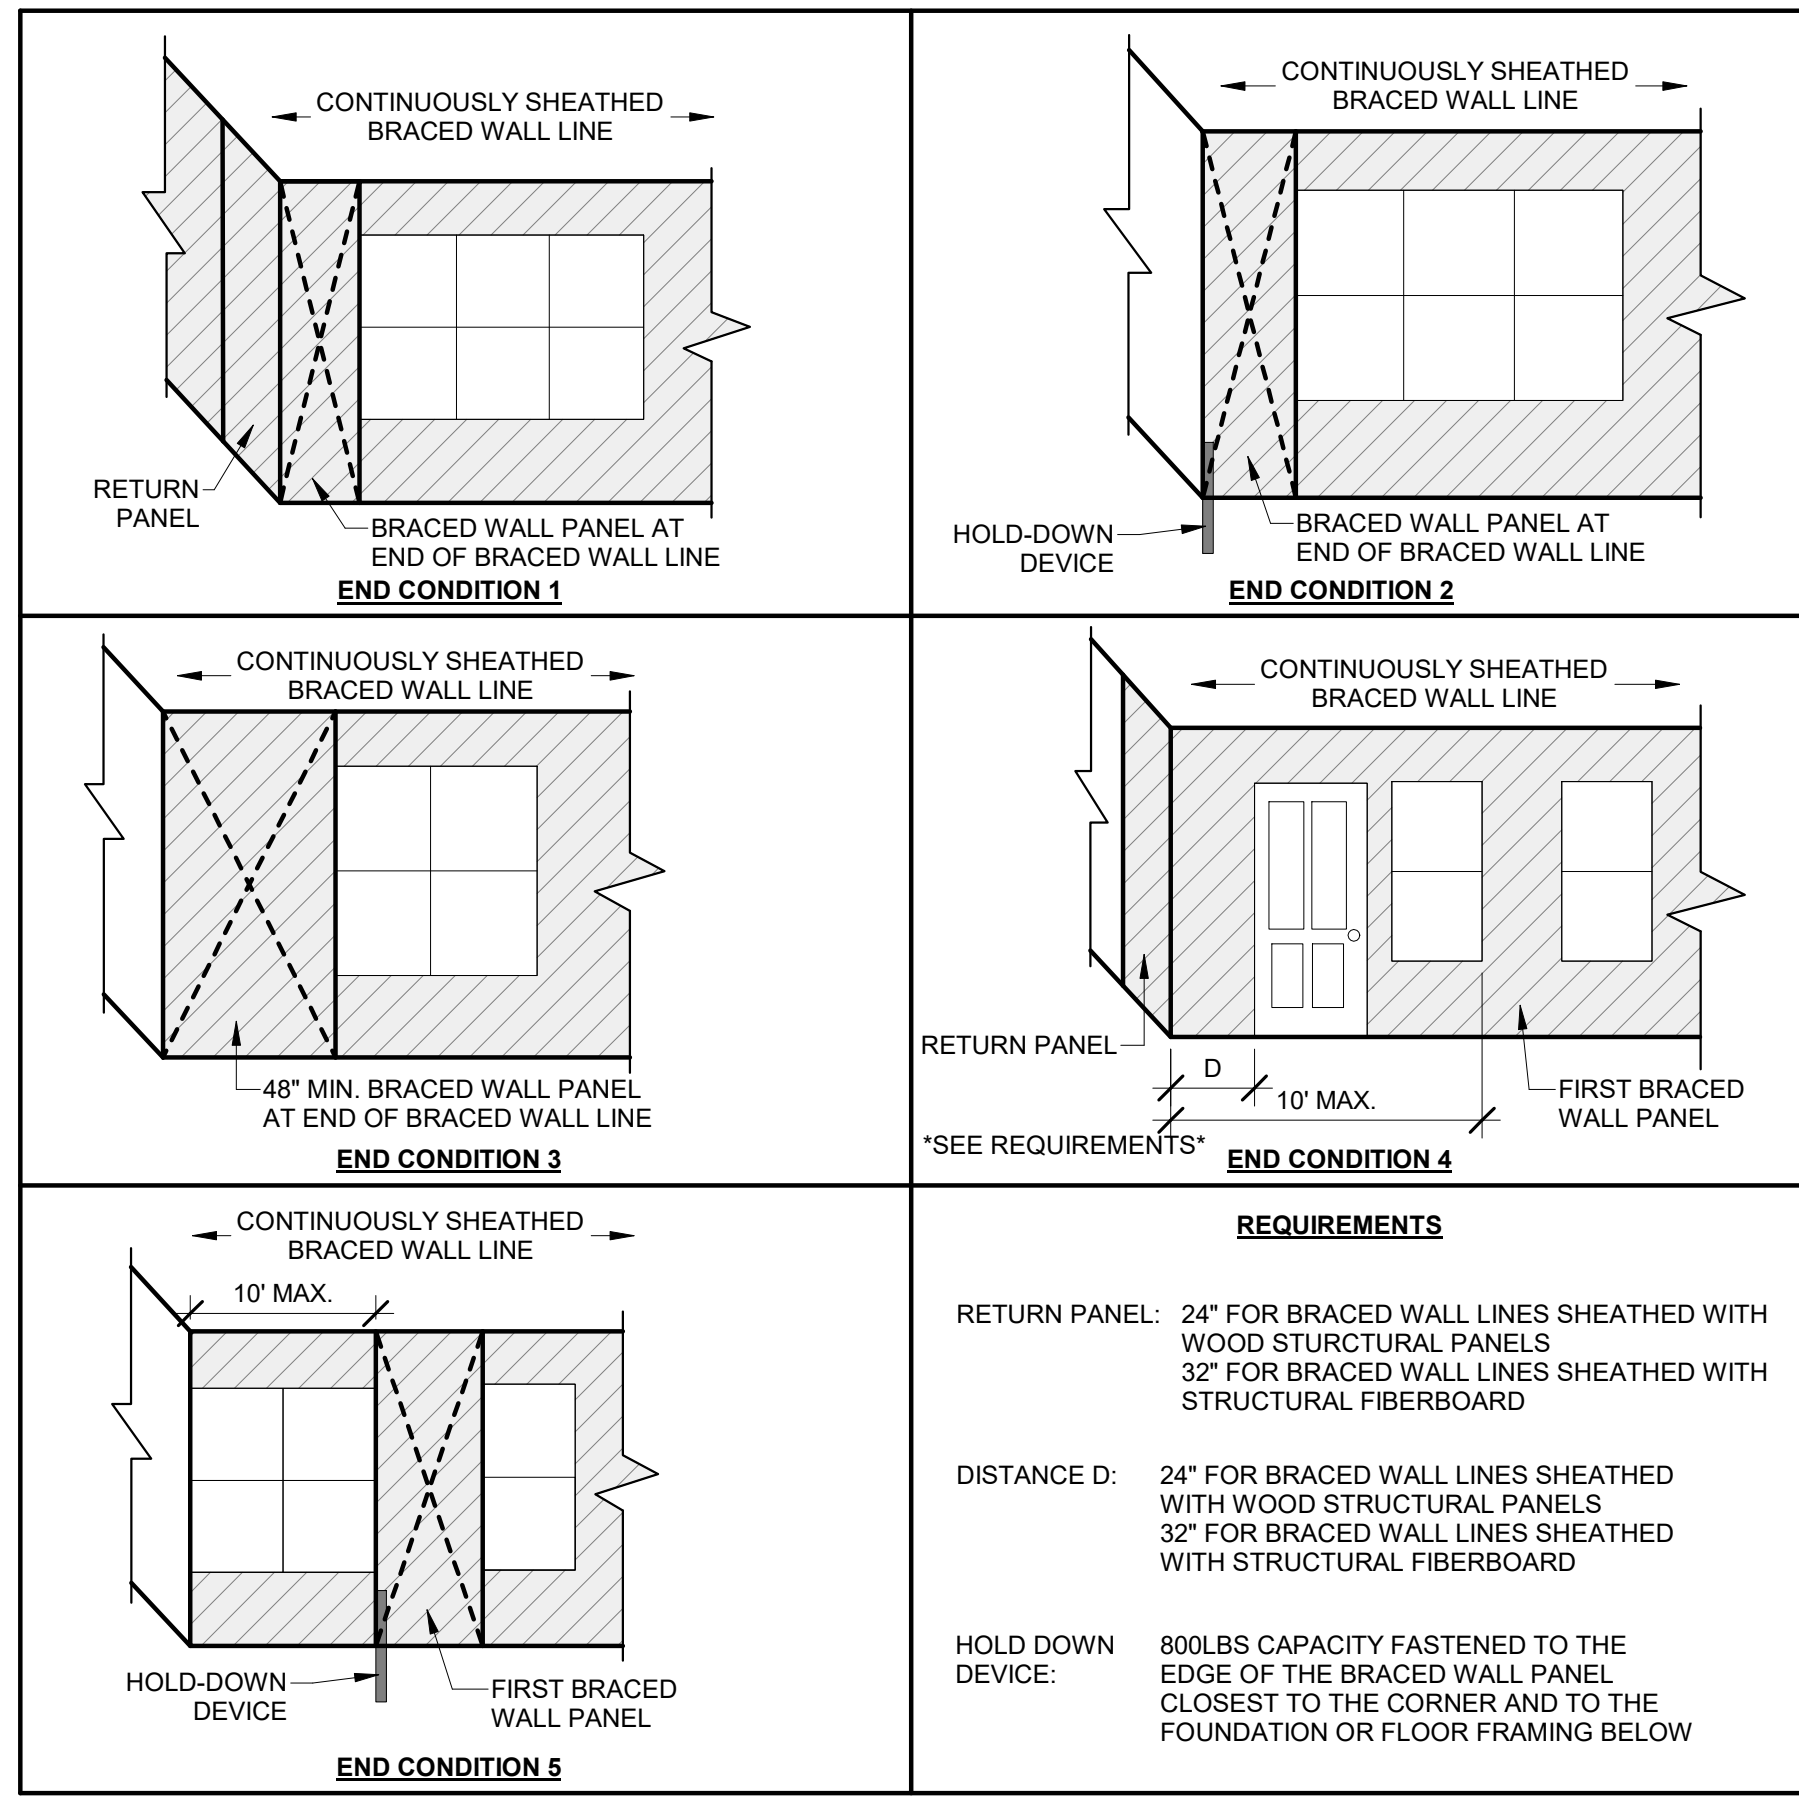 CONTINUOUSLY SHEATHED
BRACED WALL LINE
RETURN
PANEL
BRACED WALL PANEL AT
END OF BRACED WALL LINE
END CONDITION 1
CONTINUOUSLY SHEATHED
BRACED WALL LINE
HOLD-DOWN
DEVICE
BRACED WALL PANEL AT
END OF BRACED WALL LINE
END CONDITION 2
CONTINUOUSLY SHEATHED
BRACED WALL LINE
48" MIN. BRACED WALL PANEL
AT END OF BRACED WALL LINE
END CONDITION 3
CONTINUOUSLY SHEATHED
BRACED WALL LINE
RETURN PANEL
D
10' MAX.
FIRST BRACED
WALL PANEL
*SEE REQUIREMENTS*
END CONDITION 4
CONTINUOUSLY SHEATHED
BRACED WALL LINE
10' MAX.
HOLD-DOWN
DEVICE
FIRST BRACED
WALL PANEL
END CONDITION 5
REQUIREMENTS
RETURN PANEL: 24" FOR BRACED WALL LINES SHEATHED WITH
WOOD STURCTURAL PANELS
32" FOR BRACED WALL LINES SHEATHED WITH
STRUCTURAL FIBERBOARD
DISTANCE D: 24" FOR BRACED WALL LINES SHEATHED
WITH WOOD STRUCTURAL PANELS
32" FOR BRACED WALL LINES SHEATHED
WITH STRUCTURAL FIBERBOARD
HOLD DOWN 800LBS CAPACITY FASTENED TO THE
DEVICE: EDGE OF THE BRACED WALL PANEL
CLOSEST TO THE CORNER AND TO THE
FOUNDATION OR FLOOR FRAMING BELOW